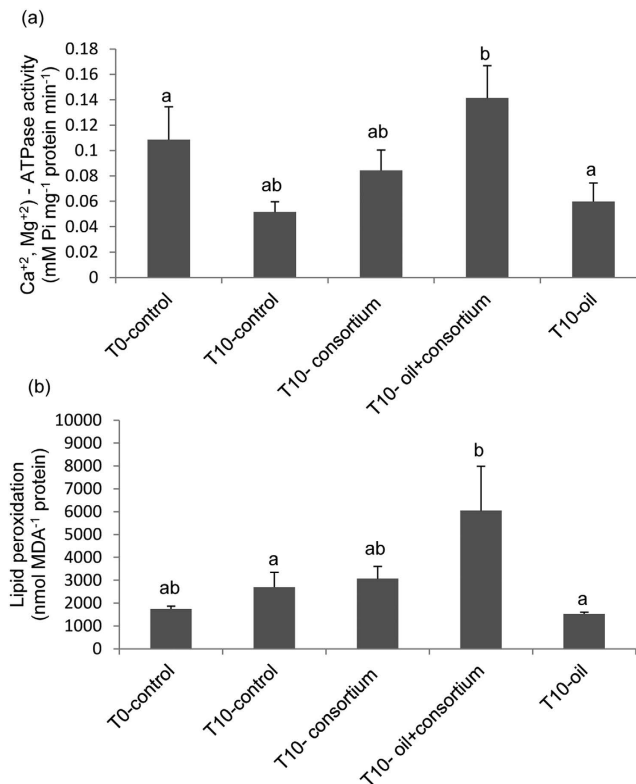 (a)
Ca⁺², Mg⁺²) - ATPase activity
(mM Pi mg⁻¹ protein min⁻¹)
0.18
0.16
0.14
0.12
0.1
0.08
0.06
0.04
0.02
0
a
ab
ab
b
a
T0-control
T10-control
T10- consortium
T10- oil+consortium
T10-oil
(b)
Lipid peroxidation
(nmol MDA⁻¹ protein)
10000
9000
8000
7000
6000
5000
4000
3000
2000
1000
0
ab
a
ab
b
a
T0-control
T10-control
T10- consortium
T10- oil+consortium
T10-oil